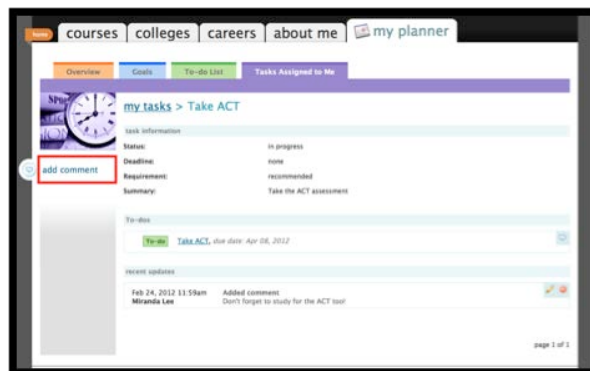 home courses colleges careers about me my planner
Overview Goals To-do List Tasks Assigned to Me
my tasks > Take ACT
task information
Status: in progress
add comment
Deadline: none
Requirement: recommended
Summary: Take the ACT assessment
To-dos
To-do Take ACT, due date: Apr 08, 2012
recent updates
Feb 24, 2012 11:59am Added comment
Miranda Lee Don't forget to study for the ACT too!
page 1 of 1